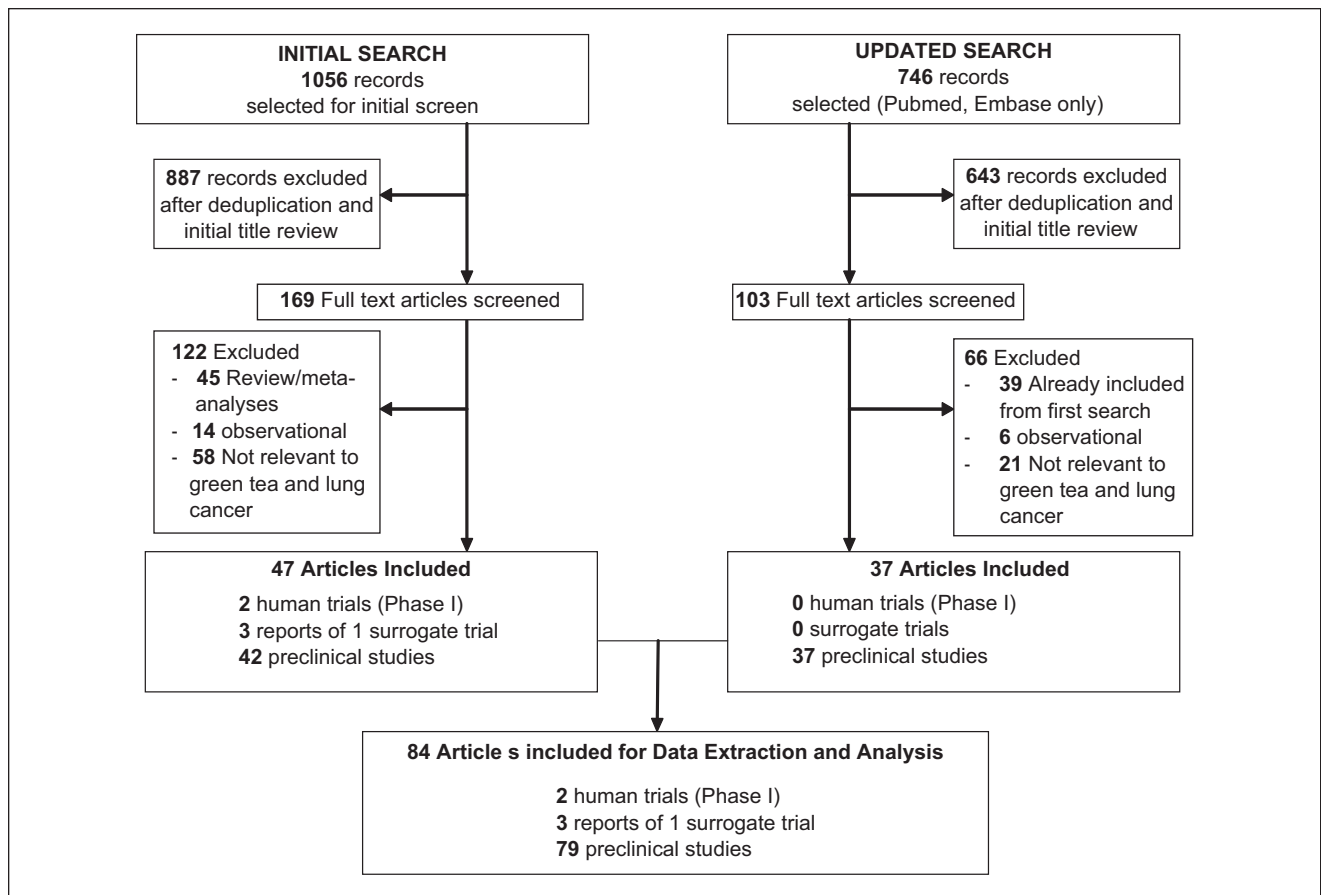 INITIAL SEARCH
1056 records
selected for initial screen
UPDATED SEARCH
746 records
selected (Pubmed, Embase only)
887 records excluded
after deduplication and
initial title review
643 records excluded
after deduplication and
initial title review
169 Full text articles screened
103 Full text articles screened
122 Excluded
- 45 Review/meta-
analyses
- 14 observational
- 58 Not relevant to
green tea and lung
cancer
66 Excluded
- 39 Already included
from first search
- 6 observational
- 21 Not relevant to
green tea and lung
cancer
47 Articles Included
2 human trials (Phase I)
3 reports of 1 surrogate trial
42 preclinical studies
37 Articles Included
0 human trials (Phase I)
0 surrogate trials
37 preclinical studies
84 Article s included for Data Extraction and Analysis
2 human trials (Phase I)
3 reports of 1 surrogate trial
79 preclinical studies